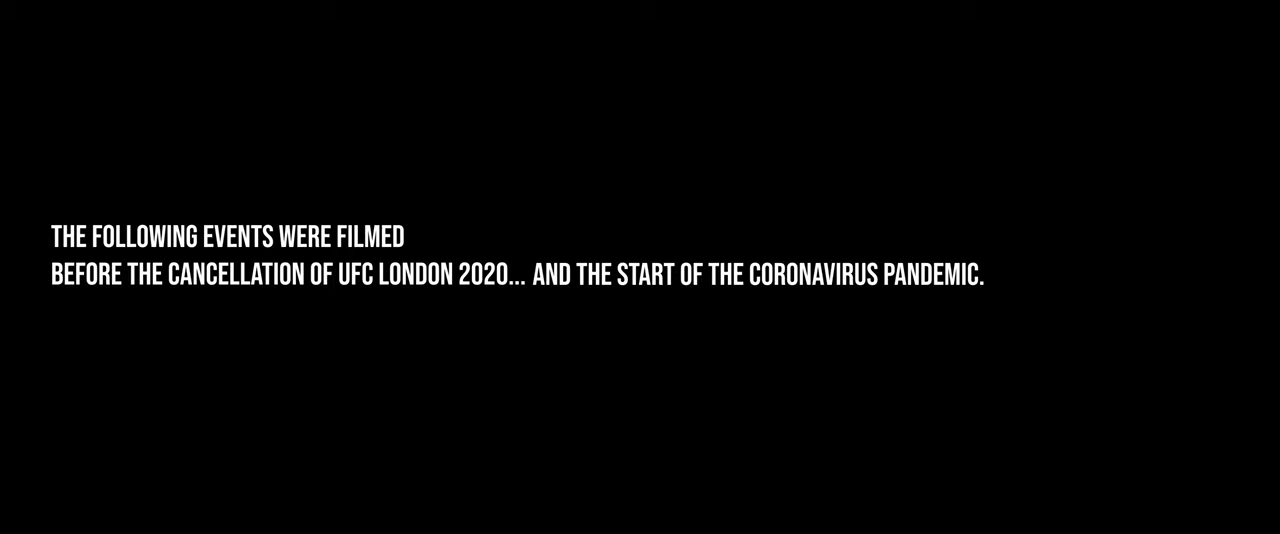 THE FOLLOWING EVENTS WERE FILMED
BEFORE THE CANCELLATION OF UFC LONDON 2020... AND THE START OF THE CORONAVIRUS PANDEMIC.